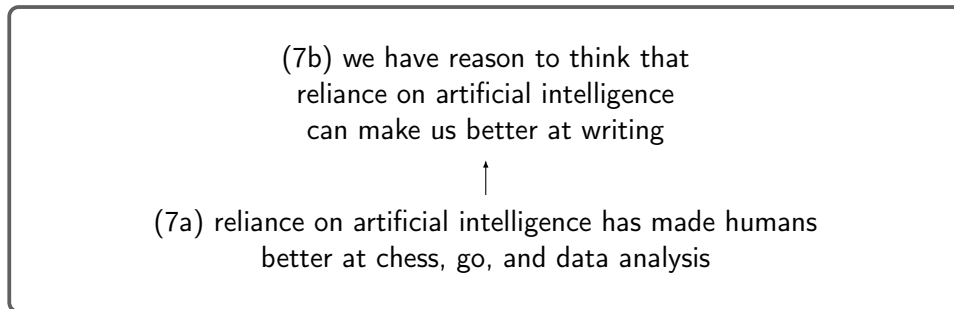 (7b) we have reason to think that
reliance on artificial intelligence
can make us better at writing
(7a) reliance on artificial intelligence has made humans
better at chess, go, and data analysis